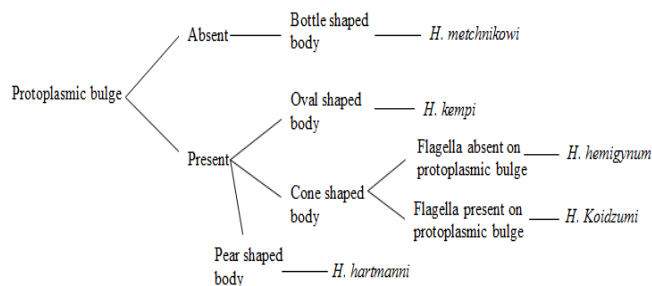 Bottle shaped
body
Absent
H. metchnikowi
Protoplasmic bulge
Oval shaped
body
H. kempi
Present
Flagella absent on
protoplasmic bulge
H. hemigynum
Cone shaped
body
Flagella present on
protoplasmic bulge
H. Koidzumi
Pear shaped
body
H. hartmanni